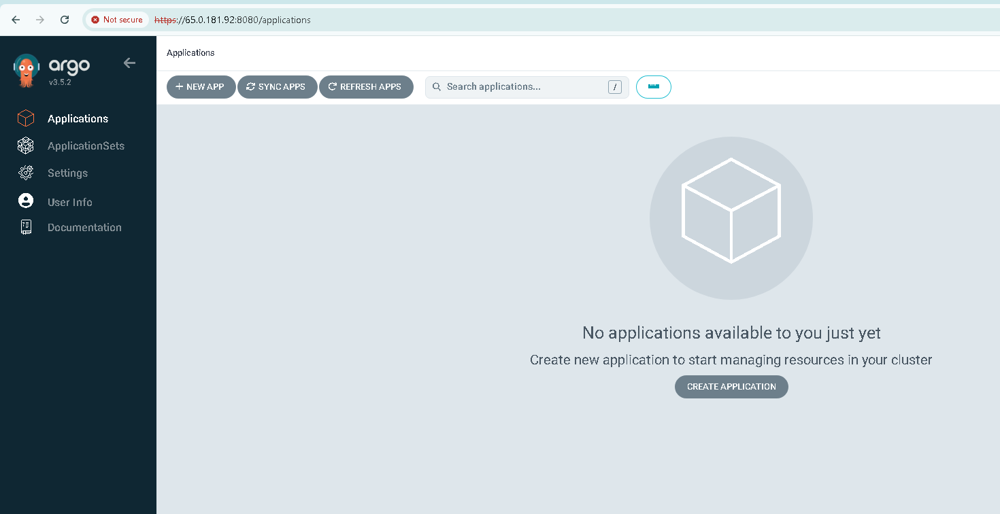 Not secure https://65.0.181.92:8080/applications
argo
v3.5.2
Applications
ApplicationSets
Settings
User Info
Documentation
Applications
NEW APP SYNC APPS REFRESH APPS Search applications... /
No applications available to you just yet
Create new application to start managing resources in your cluster
CREATE APPLICATION